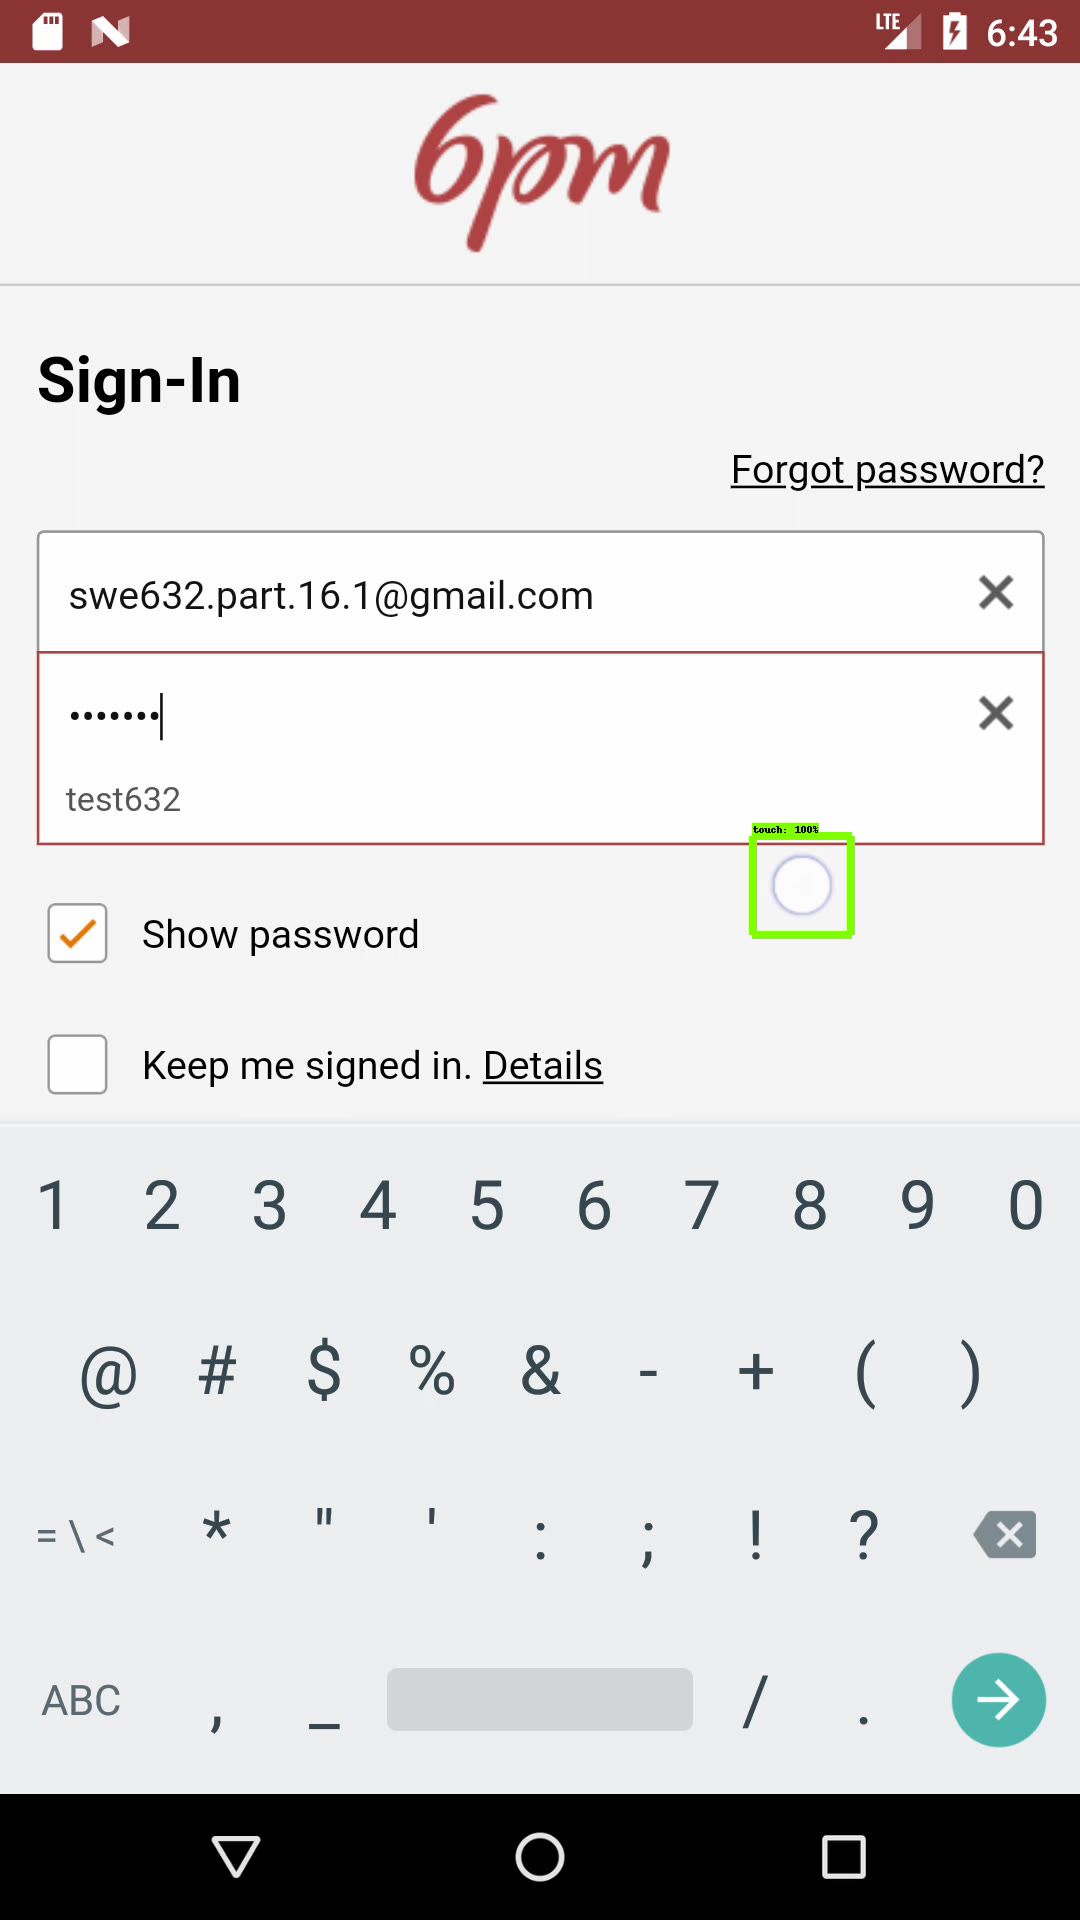 LTE 6:43
6pm
Sign-In
Forgot password?
swe632.part.16.1@gmail.com
•••••••
test632
touch: 100%
Show password
Keep me signed in. Details
1 2 3 4 5 6 7 8 9 0
@ # $ % & - + ( )
= \ < * " ' : ; ! ?
ABC , _ / .